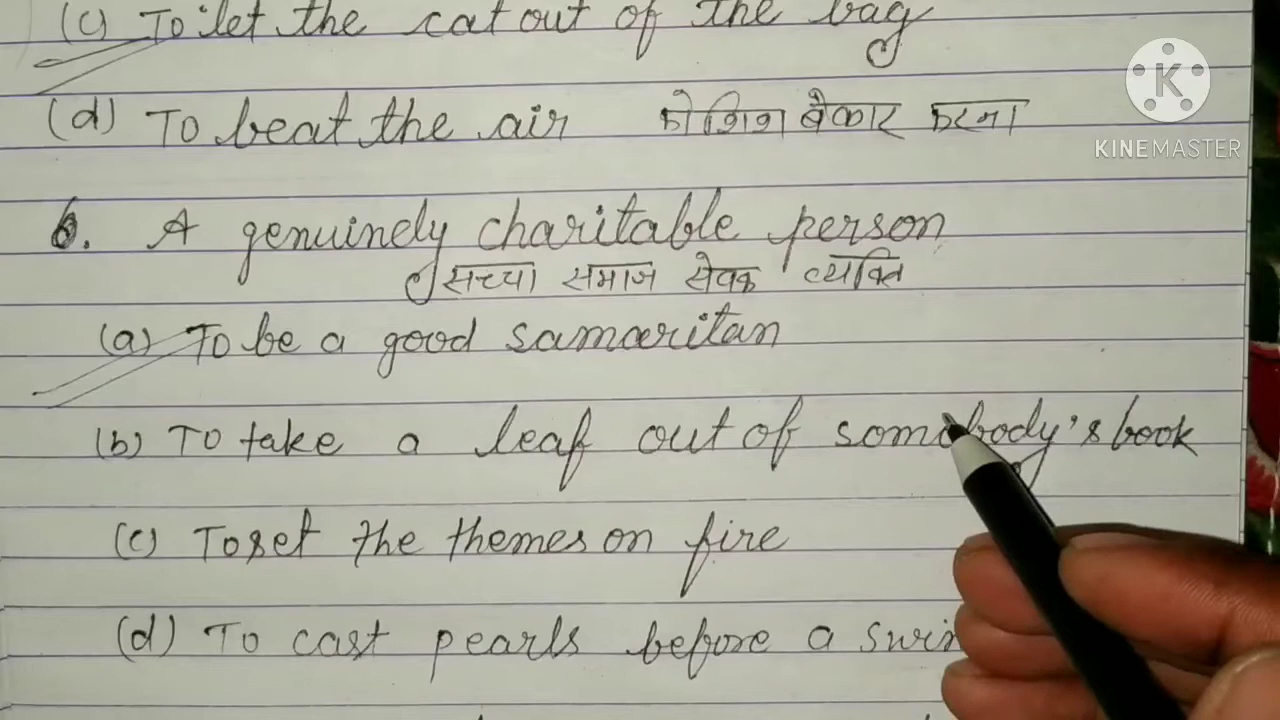 (c) To let the cat out of the bag
(d) To beat the air कोशिश बेकार करना
6. A genuinely charitable person
सच्चा समाज सेवक व्यक्ति
(a) To be a good samaritan
(b) To take a leaf out of somebody's book
(c) To set the themes on fire
(d) To cast pearls before a
KINEMASTER